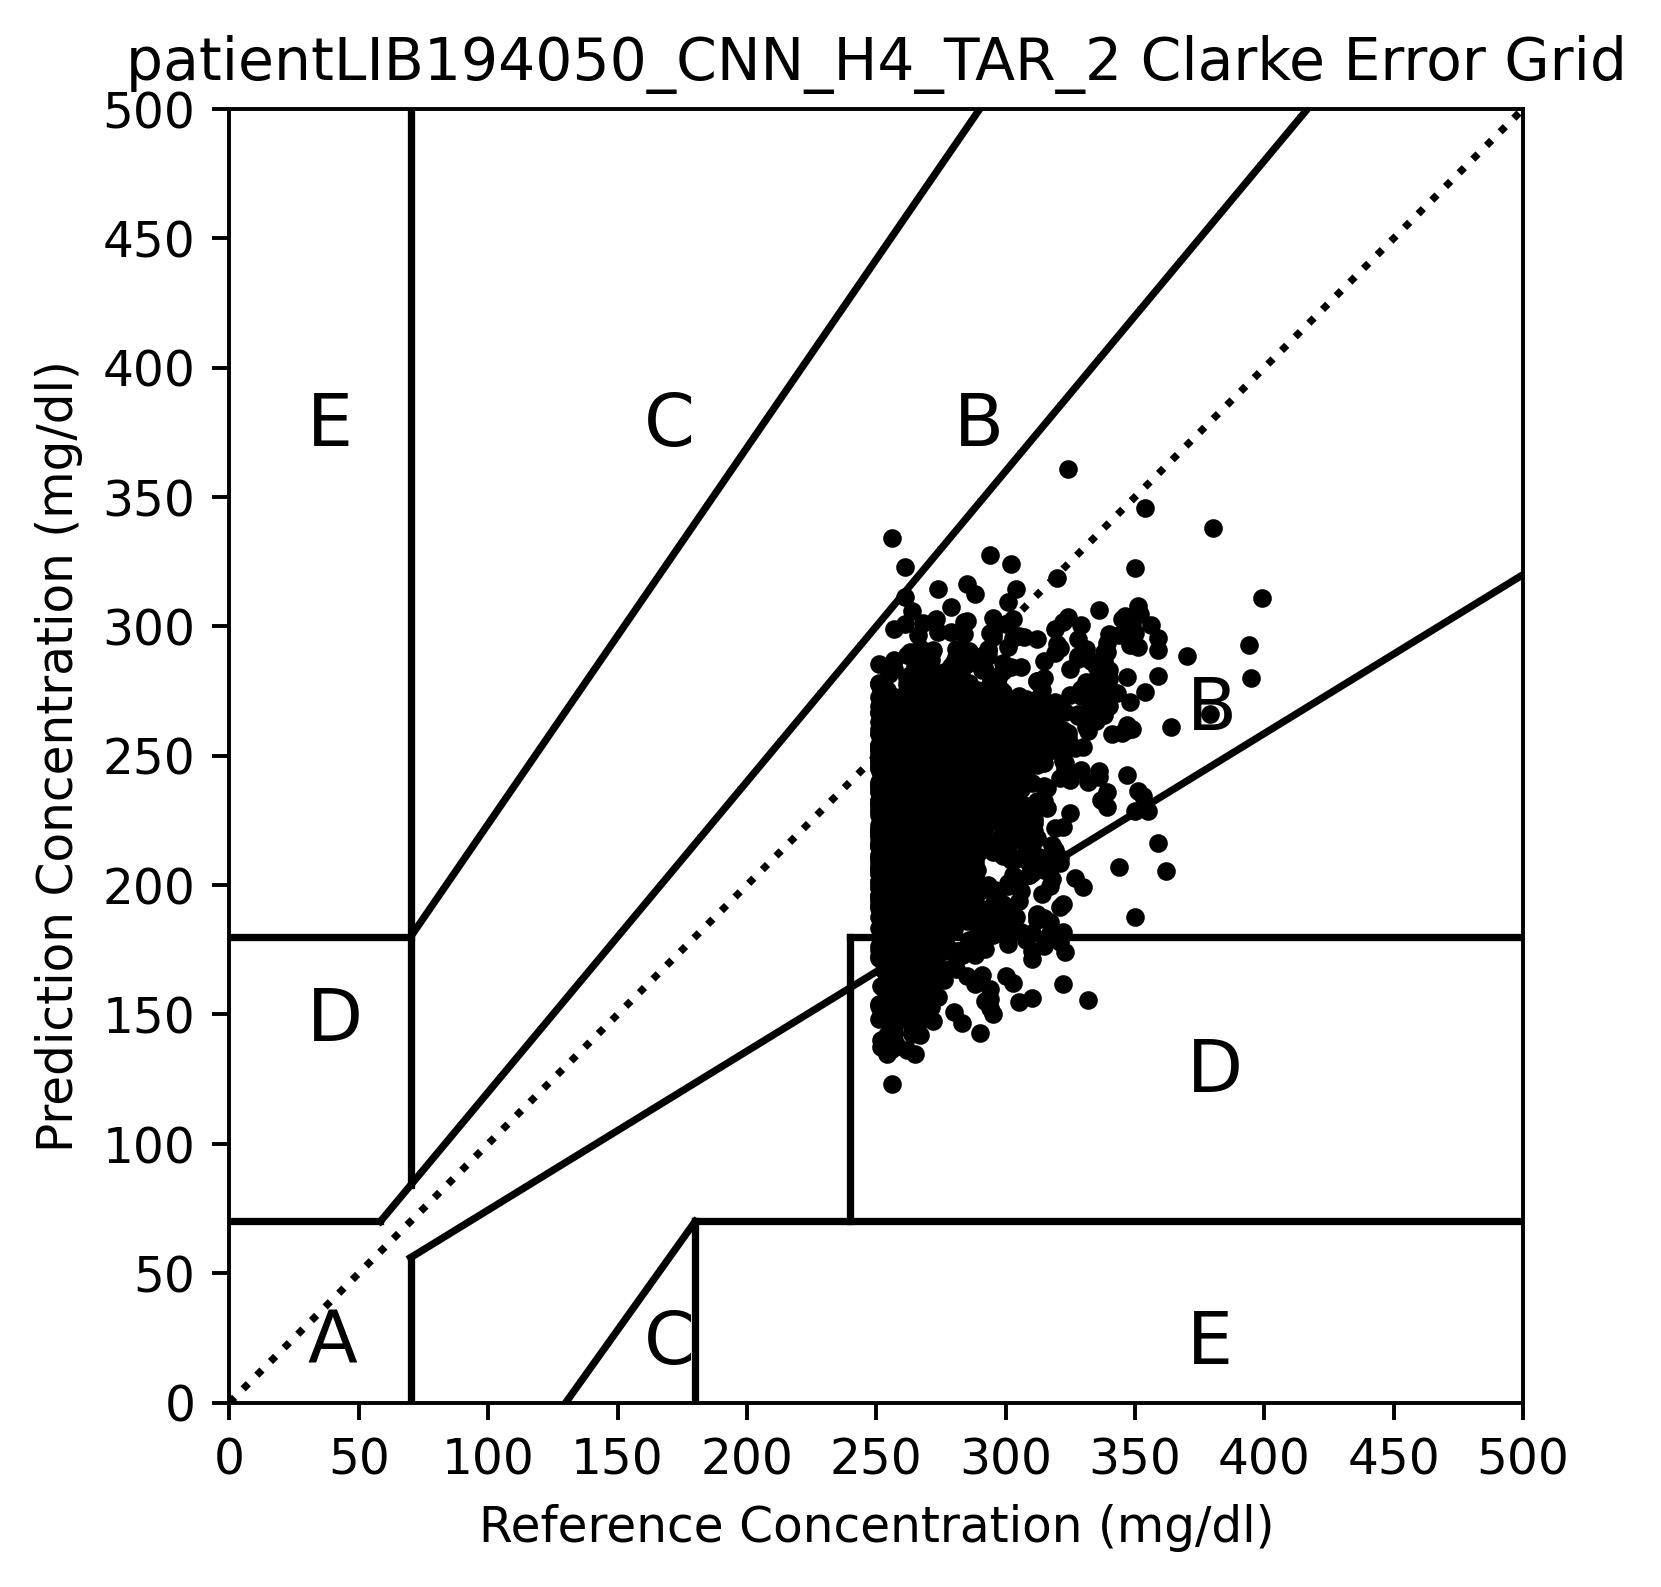 patientLIB194050_CNN_H4_TAR_2 Clarke Error Grid
500
450
400
350
300
250
200
150
100
50
0
Prediction Concentration (mg/dl)
E
C
B
B
D
D
A
C
E
0 50 100 150 200 250 300 350 400 450 500
Reference Concentration (mg/dl)